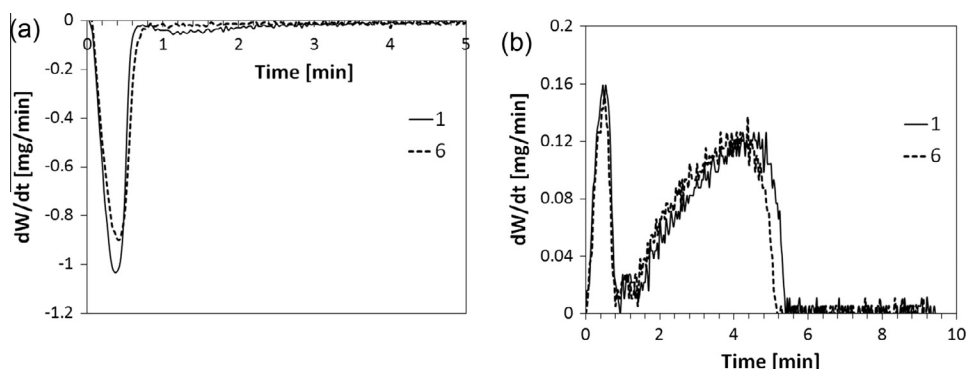 (a)
0
-0.2
-0.4
-0.6
-0.8
-1
-1.2
dW/dt [mg/min]
0 1 2 3 4 5
Time [min]
1
6
(b)
0.2
0.16
0.12
0.08
0.04
0
dW/dt [mg/min]
1
6
0 2 4 6 8 10
Time [min]